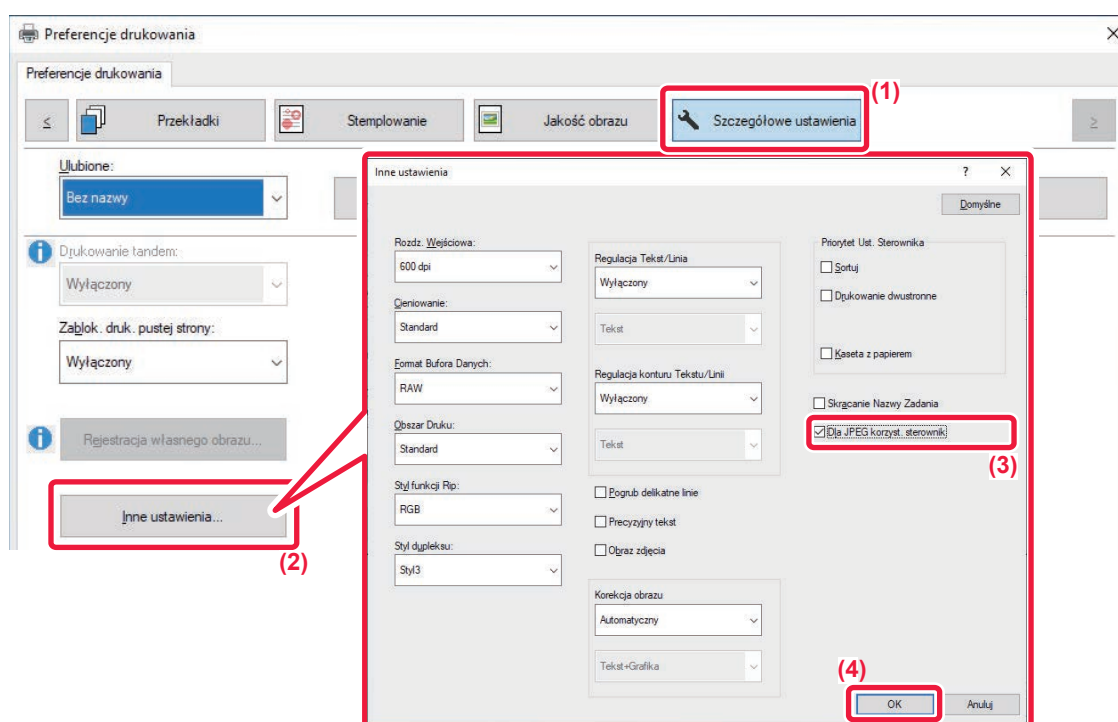 Preferencje drukowania
Preferencje drukowania
(1)
≤
Przekładki
Stemplowanie
Jakość obrazu
Szczegółowe ustawienia
≥
Ulubione:
Bez nazwy
Drukowanie tandem:
Wyłączony
Zablok. druk. pustej strony:
Wyłączony
Rejestracja własnego obrazu...
Inne ustawienia...
(2)
Inne ustawienia
?
Domyślne
Rozdz. Wejściowa:
600 dpi
Cieniowanie:
Standard
Format Bufora Danych:
RAW
Obszar Druku:
Standard
Styl funkcji Rip:
RGB
Styl dupleksu:
Styl3
Regulacja Tekst/Linia
Wyłączony
Tekst
Regulacja konturu Tekstu/Linii
Wyłączony
Tekst
Pogrub delikatne linie
Precyzyjny tekst
Obraz zdjęcia
Korekcja obrazu
Automatyczny
Tekst+Grafika
Priorytet Ust. Sterownika
Sortuj
Drukowanie dwustronne
Kaseta z papierem
Skracanie Nazwy Zadania
Dla JPEG korzyst. sterownik
(3)
(4)
OK
Anuluj